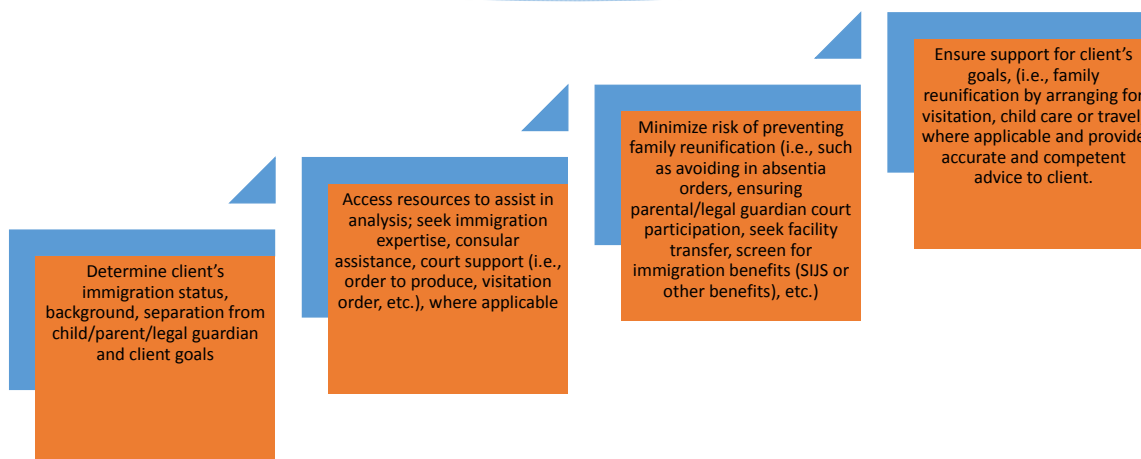 Determine client's
immigration status,
background, separation from
child/parent/legal guardian
and client goals
Access resources to assist in
analysis; seek immigration
expertise, consular
assistance, court support (i.e.,
order to produce, visitation
order, etc.), where applicable
Minimize risk of preventing
family reunification (i.e., such
as avoiding in absentia
orders, ensuring
parental/legal guardian court
participation, seek facility
transfer, screen for
immigration benefits (SIJS or
other benefits), etc.)
Ensure support for client's
goals, (i.e., family
reunification by arranging for
visitation, child care or travel
where applicable and provide
accurate and competent
advice to client.